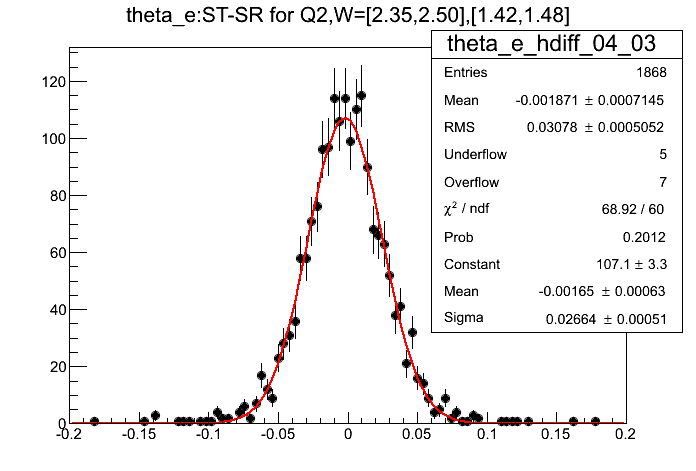 theta_e:ST-SR for Q2,W=[2.35,2.50],[1.42,1.48]
theta_e_hdiff_04_03
Entries 1868
Mean -0.001871 ± 0.0007145
RMS 0.03078 ± 0.0005052
Underflow 5
Overflow 7
χ² / ndf 68.92 / 60
Prob 0.2012
Constant 107.1 ± 3.3
Mean -0.00165 ± 0.00063
Sigma 0.02664 ± 0.00051
120
100
80
60
40
20
0
-0.2 -0.15 -0.1 -0.05 0 0.05 0.1 0.15 0.2